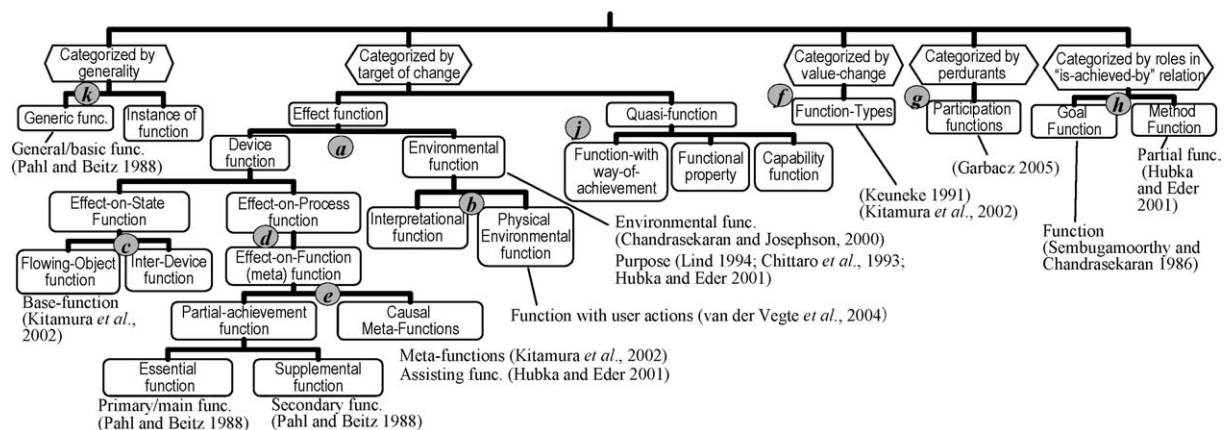 Categorized by
generality
Categorized by
target of change
Categorized by
value-change
Categorized by
perdurants
Categorized by roles in
"is-achieved-by" relation
k
Generic func.
Instance of
function
General/basic func.
(Pahl and Beitz 1988)
Effect function
Quasi-function
f
Function-Types
(Keuneke 1991)
(Kitamura et al., 2002)
g
Participation
functions
(Garbacz 2005)
h
Goal
Function
Method
Function
Partial func.
(Hubka
and Eder
2001)
Function
(Sembugamoorthy and
Chandrasekaran 1986)
a
Device
function
Environmental
function
j
Function-with
way-of-
achievement
Functional
property
Capability
function
Effect-on-State
Function
Effect-on-Process
function
b
Interpretational
function
Physical
Environmental
function
Environmental func.
(Chandrasekaran and Josephson, 2000)
Purpose (Lind 1994; Chittaro et al., 1993;
Hubka and Eder 2001)
Function with user actions (van der Vegte et al., 2004)
c
Flowing-Object
function
Inter-Device
function
Base-function
(Kitamura et al.,
2002)
d
Effect-on-Function
(meta) function
e
Partial-achievement
function
Causal
Meta-Functions
Meta-functions (Kitamura et al., 2002)
Assisting func. (Hubka and Eder 2001)
Essential
function
Supplemental
function
Primary/main func.
(Pahl and Beitz 1988)
Secondary func.
(Pahl and Beitz 1988)